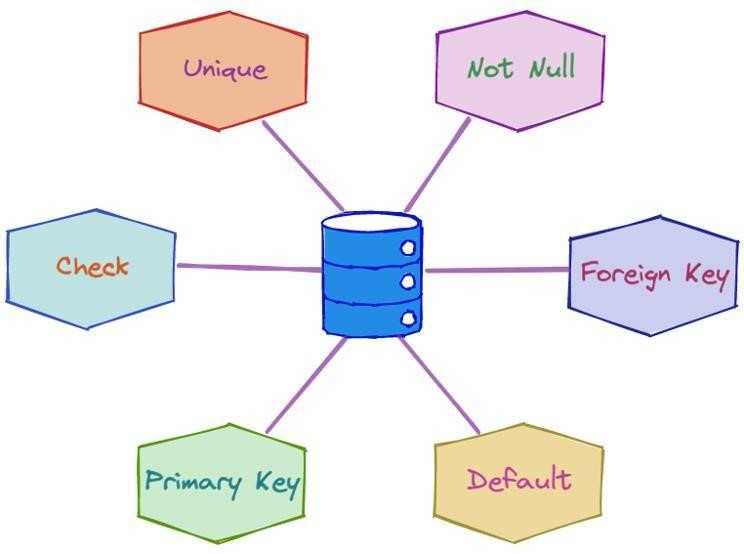 Unique
Not Null
Check
Foreign Key
Primary Key
Default